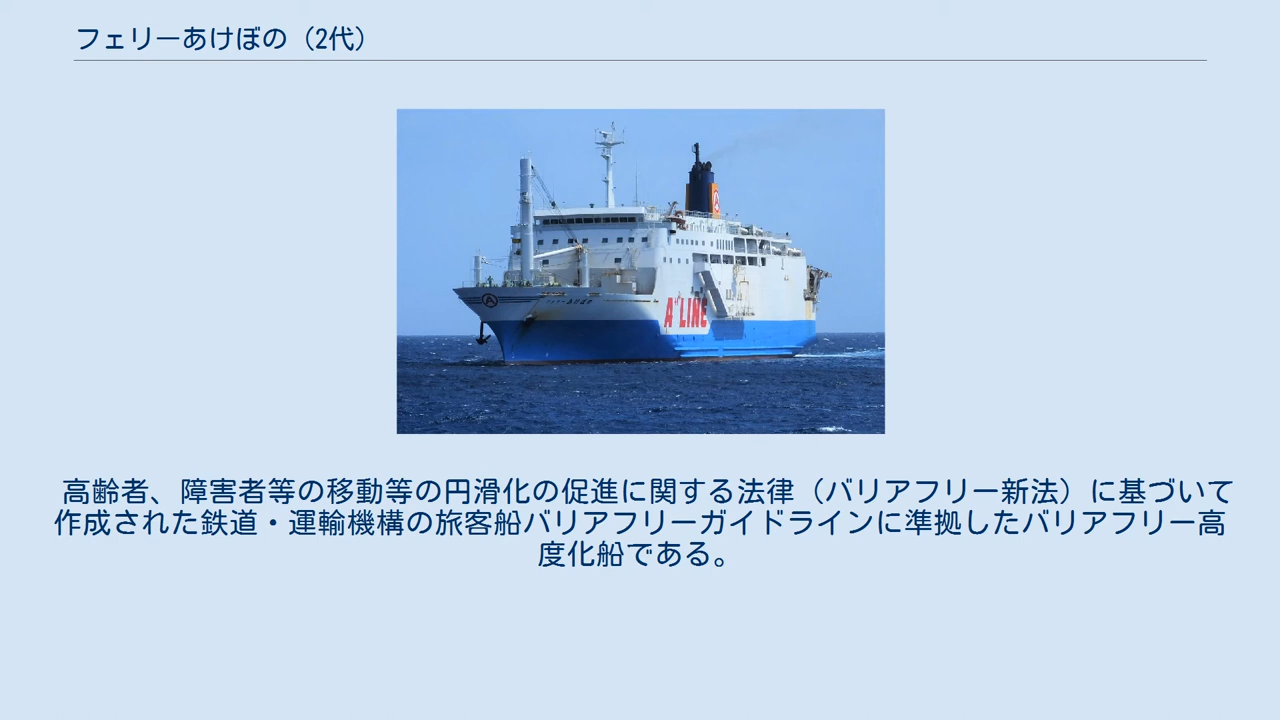 フェリーあけぼの（2代）
A"LINE
高齢者、障害者等の移動等の円滑化の促進に関する法律（バリアフリー新法）に基づいて
作成された鉄道・運輸機構の旅客船バリアフリーガイドラインに準拠したバリアフリー高
度化船である。